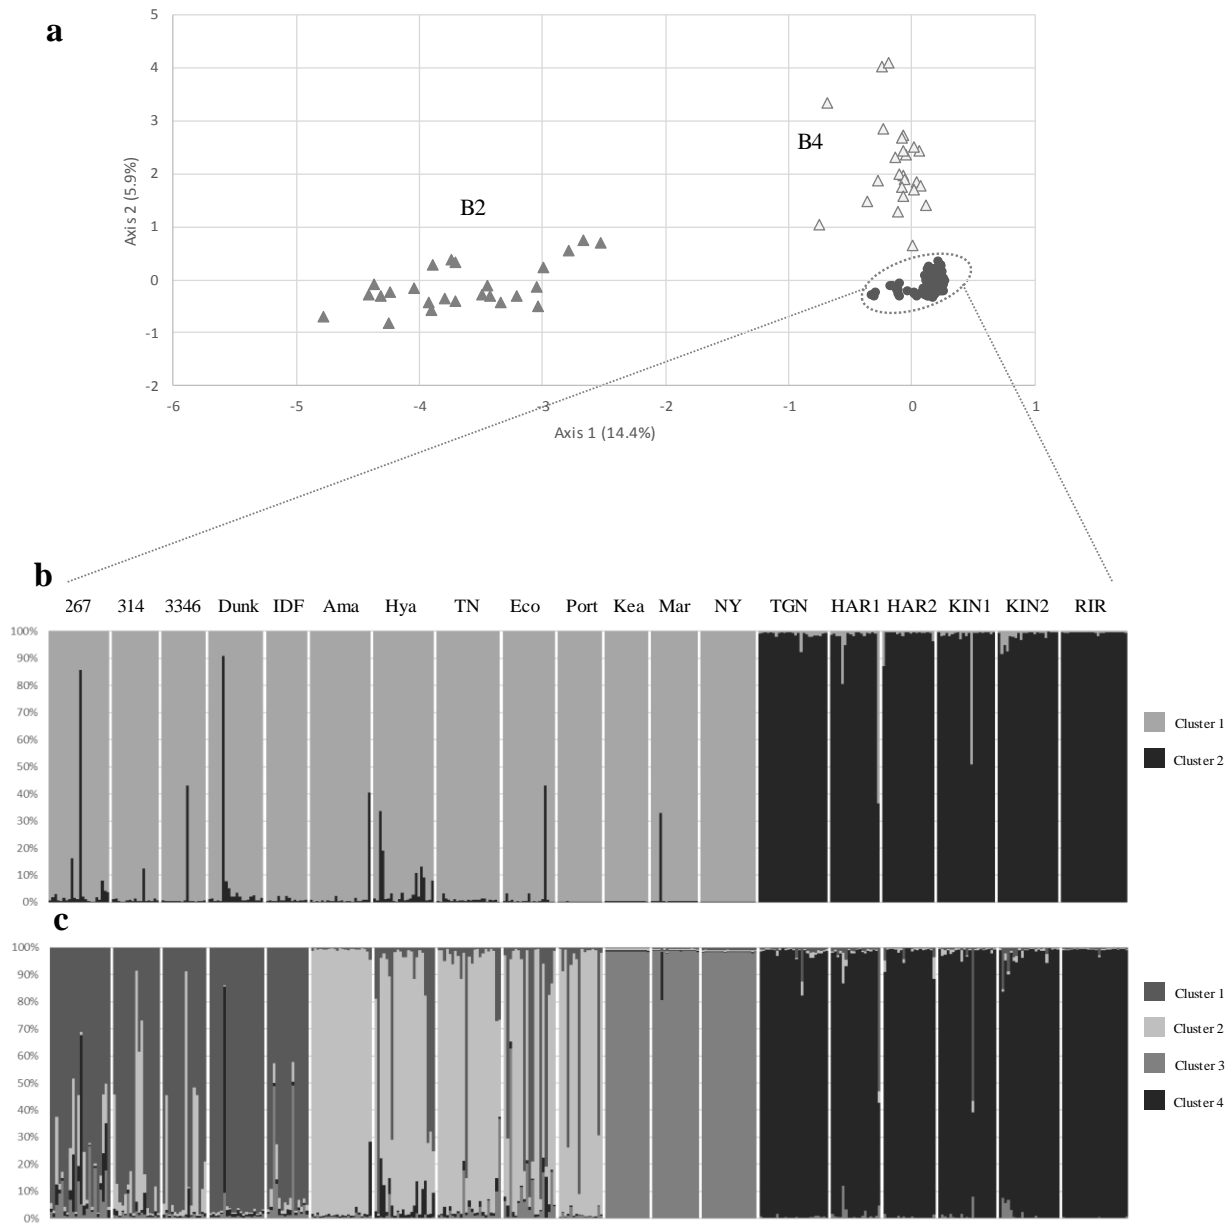 a
5
4
3
2
1
0
-1
-2
Axis 2 (5.9%)
B4
B2
-6 -5 -4 -3 -2 -1 0 1
Axis 1 (14.4%)
b
267 314 3346 Dunk IDF Ama Hya TN Eco Port Kea Mar NY TGN HAR1 HAR2 KIN1 KIN2 RIR
100%
90%
80%
70%
60%
50%
40%
30%
20%
10%
0%
Cluster 1
Cluster 2
c
100%
90%
80%
70%
60%
50%
40%
30%
20%
10%
0%
Cluster 1
Cluster 2
Cluster 3
Cluster 4